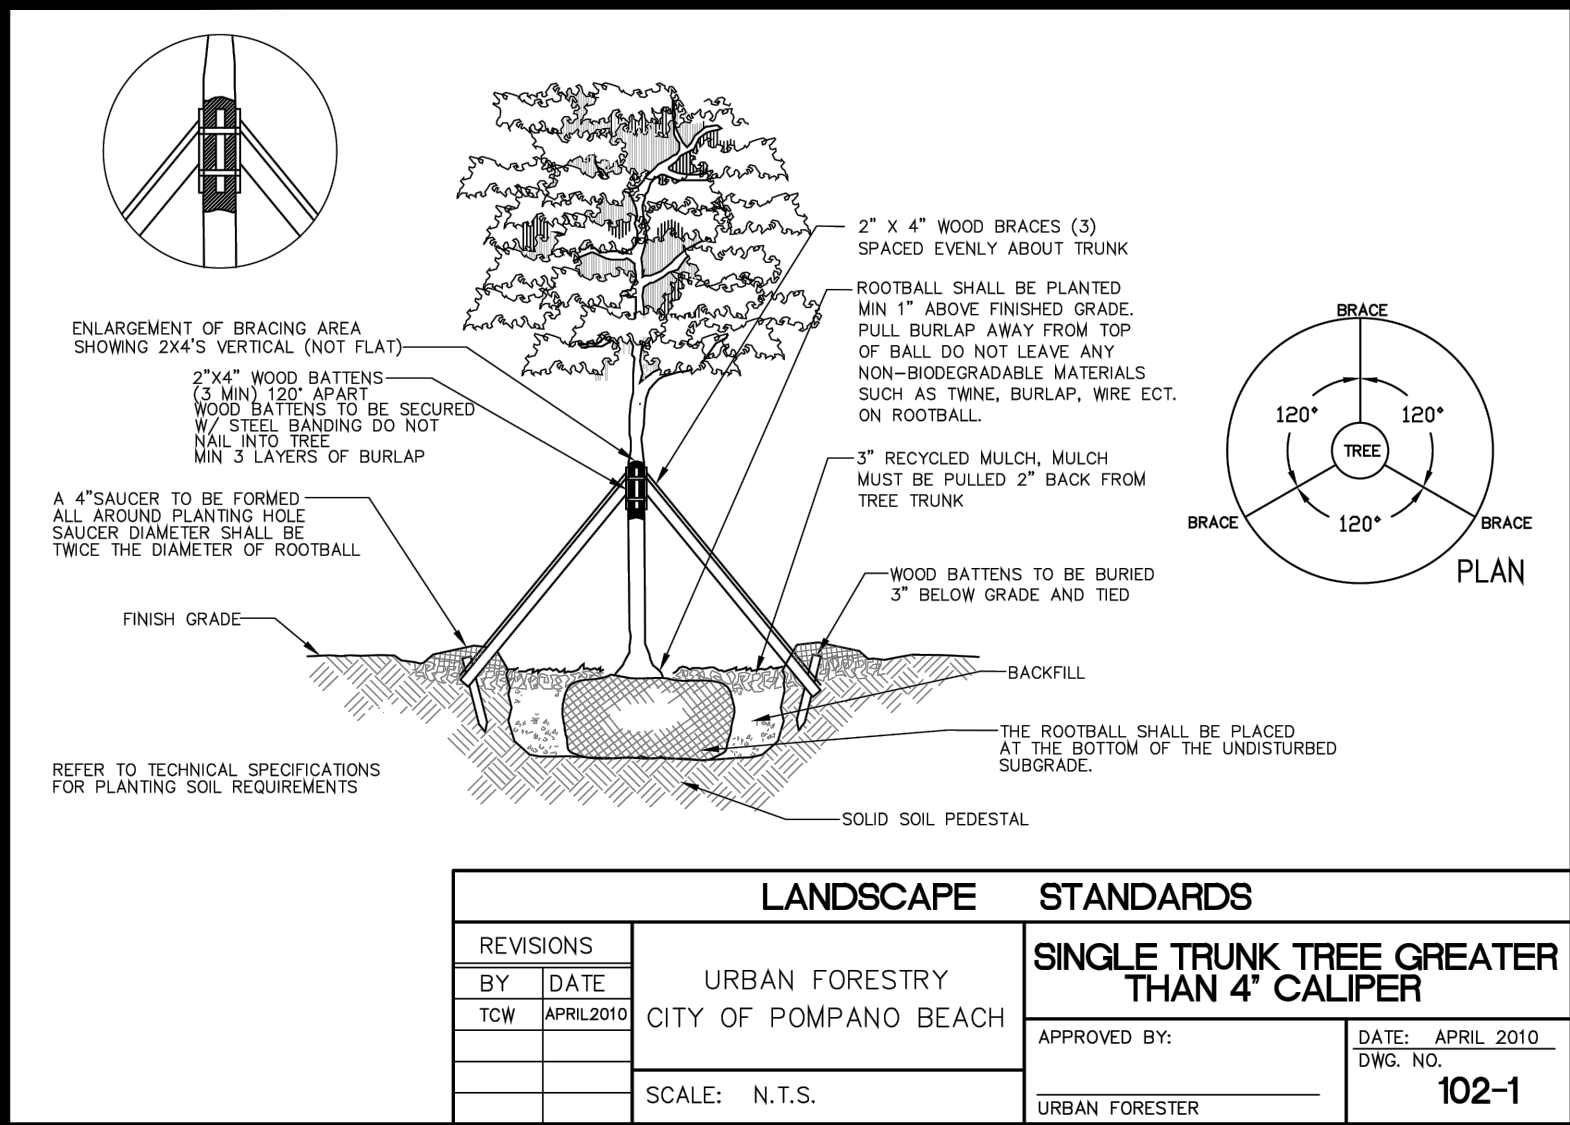 ENLARGEMENT OF BRACING AREA
SHOWING 2X4'S VERTICAL (NOT FLAT)
2"X4" WOOD BATTENS
(3 MIN) 120° APART
WOOD BATTENS TO BE SECURED
W/ STEEL BANDING DO NOT
NAIL INTO TREE
MIN 3 LAYERS OF BURLAP
A 4"SAUCER TO BE FORMED
ALL AROUND PLANTING HOLE
SAUCER DIAMETER SHALL BE
TWICE THE DIAMETER OF ROOTBALL
FINISH GRADE
REFER TO TECHNICAL SPECIFICATIONS
FOR PLANTING SOIL REQUIREMENTS
2" X 4" WOOD BRACES (3)
SPACED EVENLY ABOUT TRUNK
ROOTBALL SHALL BE PLANTED
MIN 1" ABOVE FINISHED GRADE.
PULL BURLAP AWAY FROM TOP
OF BALL DO NOT LEAVE ANY
NON-BIODEGRADABLE MATERIALS
SUCH AS TWINE, BURLAP, WIRE ECT.
ON ROOTBALL.
3" RECYCLED MULCH, MULCH
MUST BE PULLED 2" BACK FROM
TREE TRUNK
WOOD BATTENS TO BE BURIED
3" BELOW GRADE AND TIED
BACKFILL
THE ROOTBALL SHALL BE PLACED
AT THE BOTTOM OF THE UNDISTURBED
SUBGRADE.
SOLID SOIL PEDESTAL
BRACE
120° 120°
TREE
BRACE 120° BRACE
PLAN
LANDSCAPE STANDARDS
REVISIONS
BY DATE
TCW APRIL2010
URBAN FORESTRY
CITY OF POMPANO BEACH
SCALE: N.T.S.
SINGLE TRUNK TREE GREATER
THAN 4" CALIPER
APPROVED BY:
URBAN FORESTER
DATE: APRIL 2010
DWG. NO.
102-1